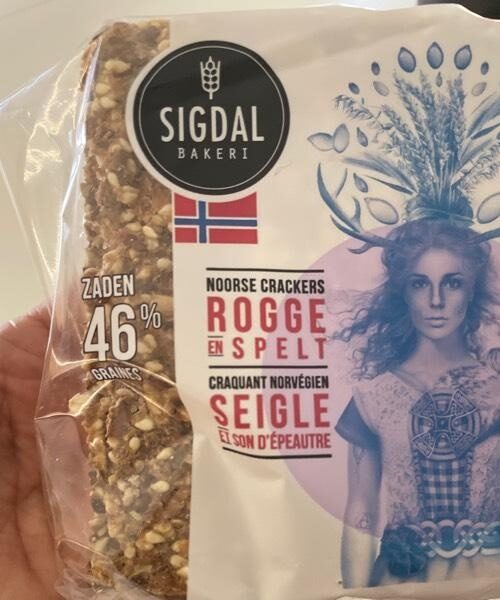 SIGDAL
BAKERI
ZADEN
46%
GRAINES
NOORSE CRACKERS
ROGGE
EN SPELT
CRAQUANT NORVÉGIEN
SEIGLE
ET SON D'ÉPEAUTRE